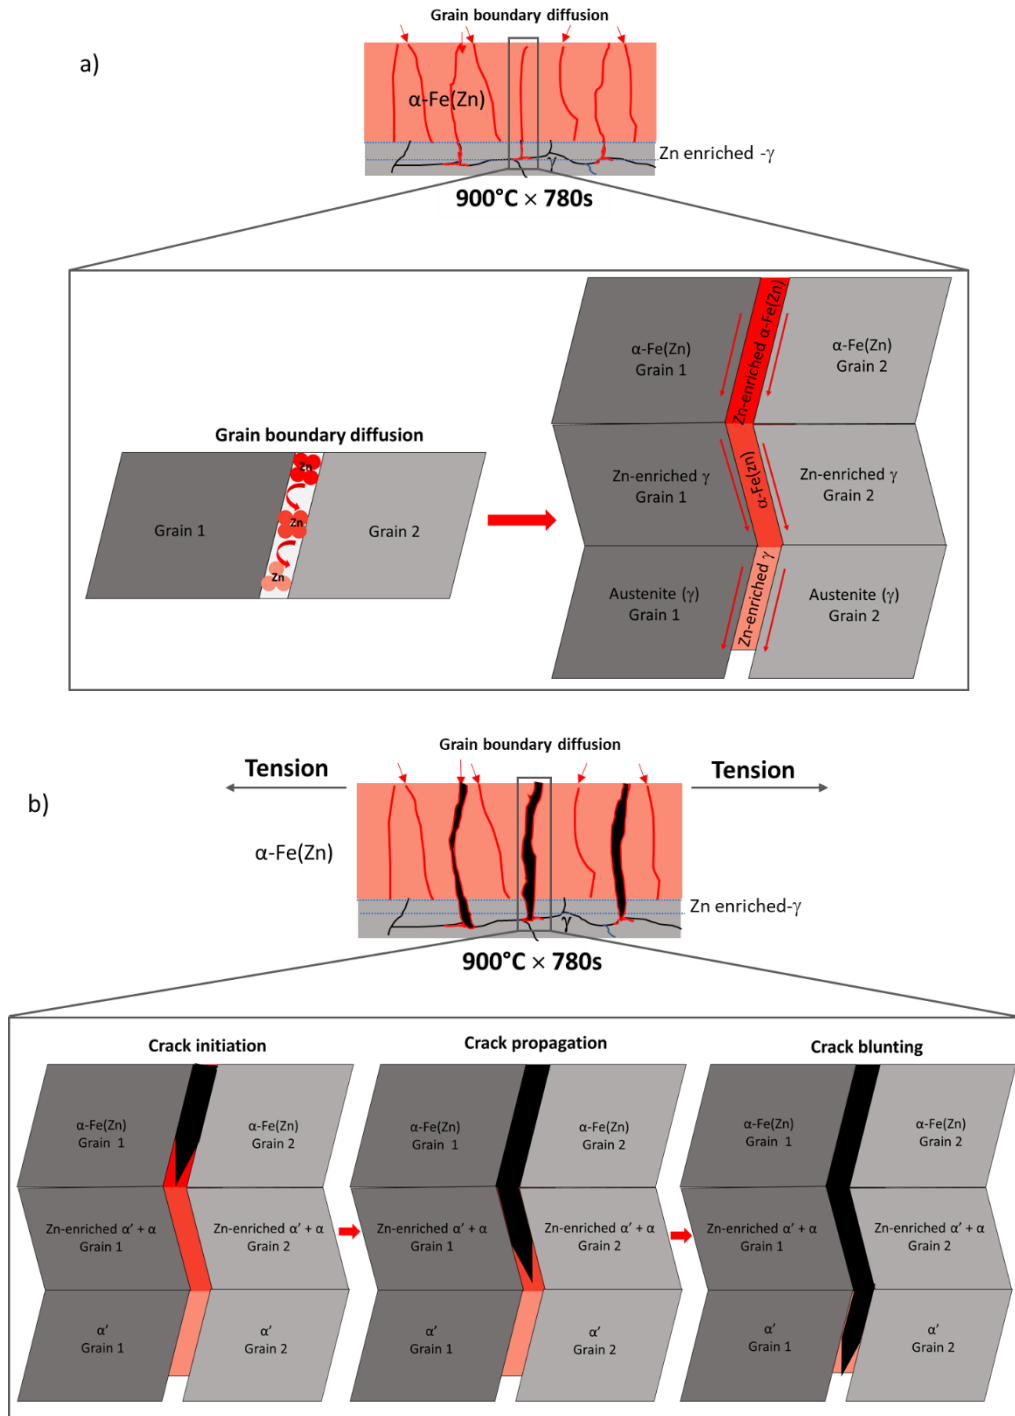 a)
Grain boundary diffusion
α-Fe(Zn)
Zn enriched -γ
γ
900°C × 780s
Grain boundary diffusion
Grain 1
Zn
Zn
Zn
Grain 2
α-Fe(Zn)
Grain 1
Zn-enriched α-Fe(Zn)
α-Fe(Zn)
Grain 2
Zn-enriched γ
Grain 1
α-Fe(zn)
Zn-enriched γ
Grain 2
Austenite (γ)
Grain 1
Zn-enriched γ
Austenite (γ)
Grain 2
b)
Grain boundary diffusion
Tension
Tension
α-Fe(Zn)
Zn enriched-γ
γ
900°C × 780s
Crack initiation
α-Fe(Zn)
Grain 1
α-Fe(Zn)
Grain 2
Zn-enriched α’ + α
Grain 1
Zn-enriched α’ + α
Grain 2
α’
Grain 1
α’
Grain 2
Crack propagation
α-Fe(Zn)
Grain 1
α-Fe(Zn)
Grain 2
Zn-enriched α’ + α
Grain 1
Zn-enriched α’ + α
Grain 2
α’
Grain 1
α’
Grain 2
Crack blunting
α-Fe(Zn)
Grain 1
α-Fe(Zn)
Grain 2
Zn-enriched α’ + α
Grain 1
Zn-enriched α’ + α
Grain 2
α’
Grain 1
α’
Grain 2